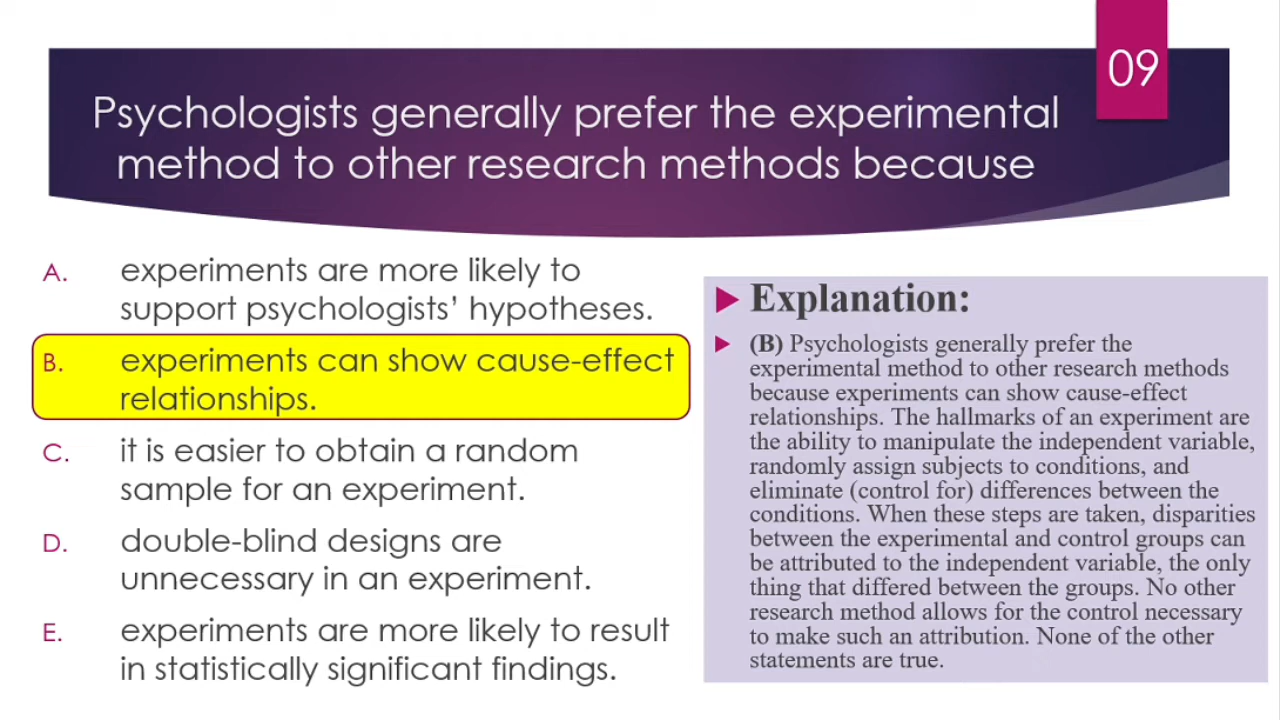 09
Psychologists generally prefer the experimental
method to other research methods because
A. experiments are more likely to
support psychologists’ hypotheses.
B. experiments can show cause-effect
relationships.
C. it is easier to obtain a random
sample for an experiment.
D. double-blind designs are
unnecessary in an experiment.
E. experiments are more likely to result
in statistically significant findings.
Explanation:
(B) Psychologists generally prefer the
experimental method to other research methods
because experiments can show cause-effect
relationships. The hallmarks of an experiment are
the ability to manipulate the independent variable,
randomly assign subjects to conditions, and
eliminate (control for) differences between the
conditions. When these steps are taken, disparities
between the experimental and control groups can
be attributed to the independent variable, the only
thing that differed between the groups. No other
research method allows for the control necessary
to make such an attribution. None of the other
statements are true.